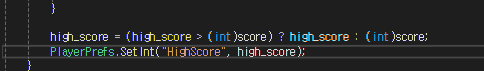 }
high_score = (high_score > (int)score) ? high_score : (int)score;
PlayerPrefs.SetInt("HighScore", high_score);
}